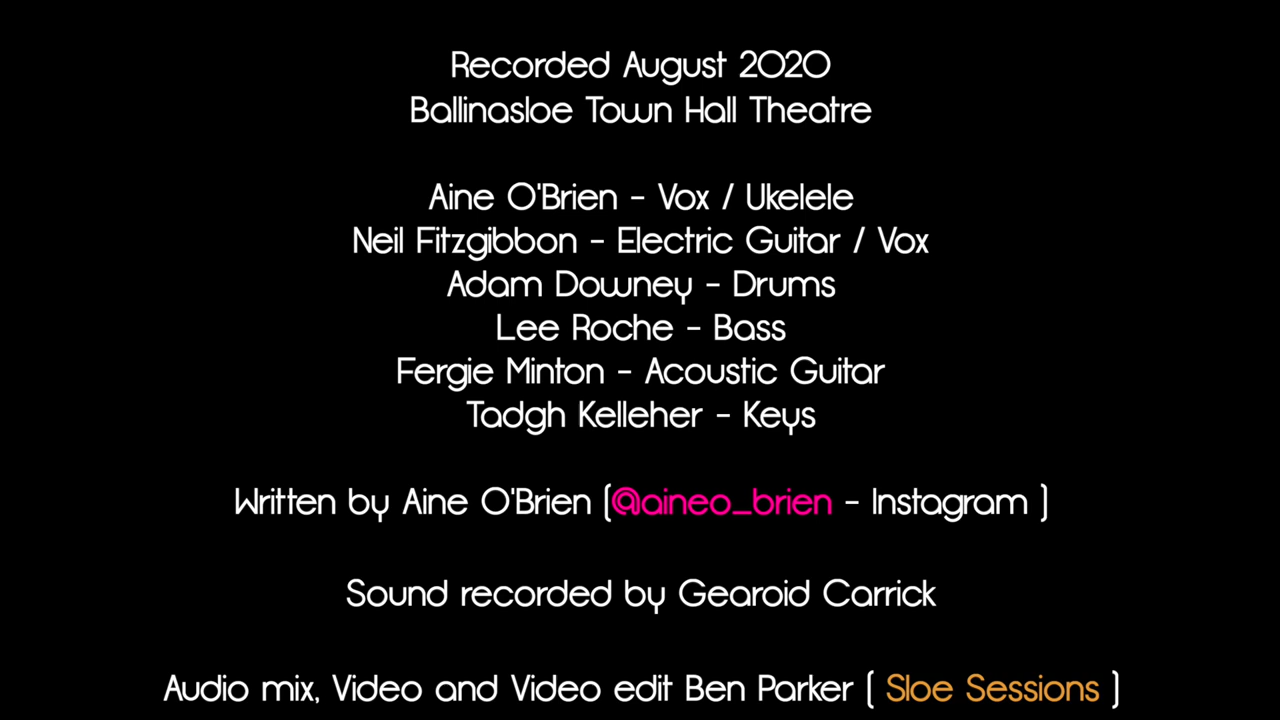 Recorded August 2020
Ballinasloe Town Hall Theatre
Aine O'Brien - Vox / Ukelele
Neil Fitzgibbon - Electric Guitar / Vox
Adam Downey - Drums
Lee Roche - Bass
Fergie Minton - Acoustic Guitar
Tadgh Kelleher - Keys
Written by Aine O'Brien (@aineo_brien - Instagram )
Sound recorded by Gearoid Carrick
Audio mix, Video and Video edit Ben Parker ( Sloe Sessions )